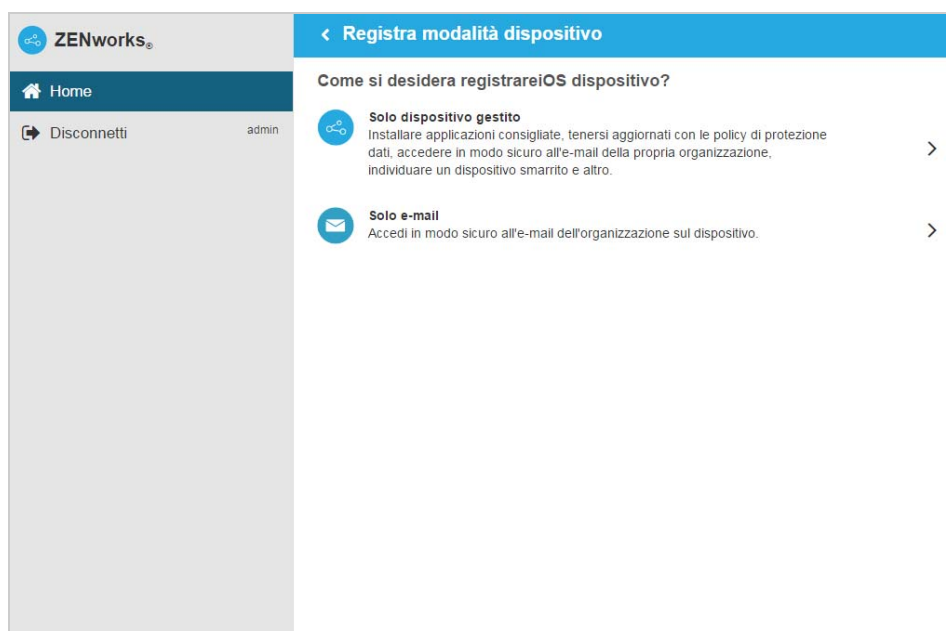 ZENworks®
Home
Disconnetti admin
Registra modalità dispositivo
Come si desidera registrareiOS dispositivo?
Solo dispositivo gestito
Installare applicazioni consigliate, tenersi aggiornati con le policy di protezione
dati, accedere in modo sicuro all'e-mail della propria organizzazione,
individuare un dispositivo smarrito e altro.
Solo e-mail
Accedi in modo sicuro all'e-mail dell'organizzazione sul dispositivo.